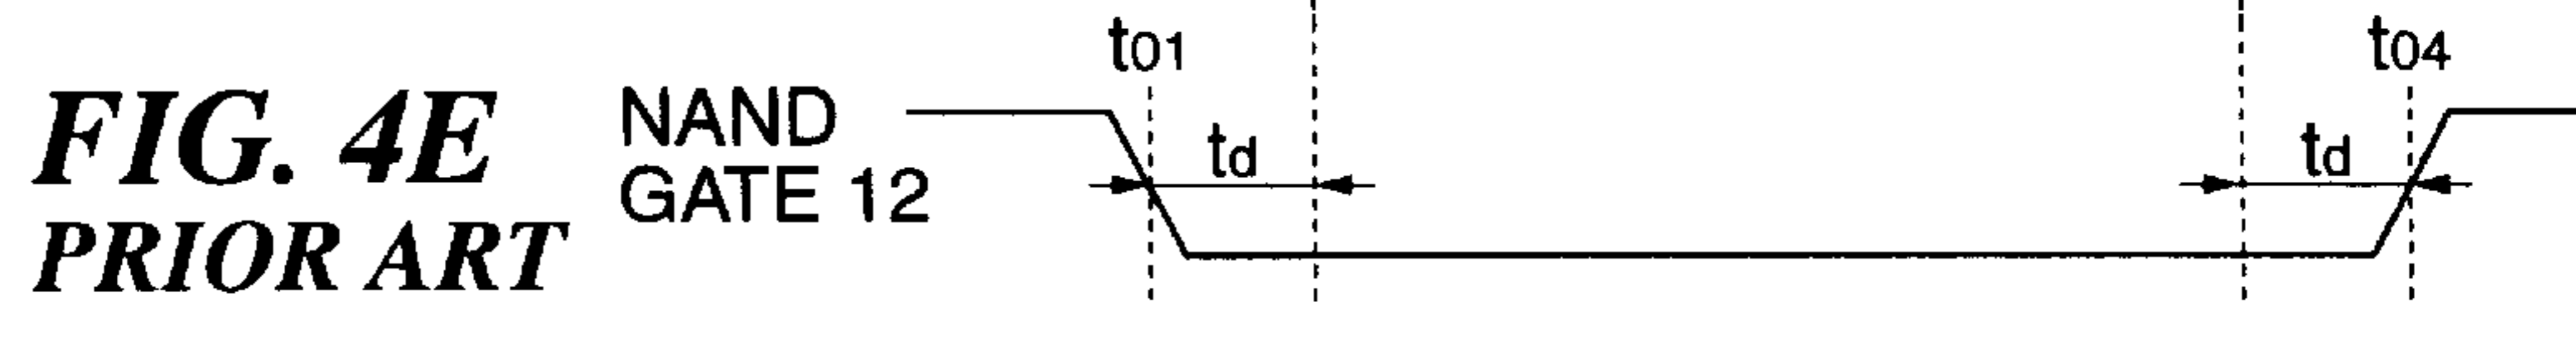 FIG. 4E
PRIOR ART
NAND
GATE 12
t01
td
td
t04